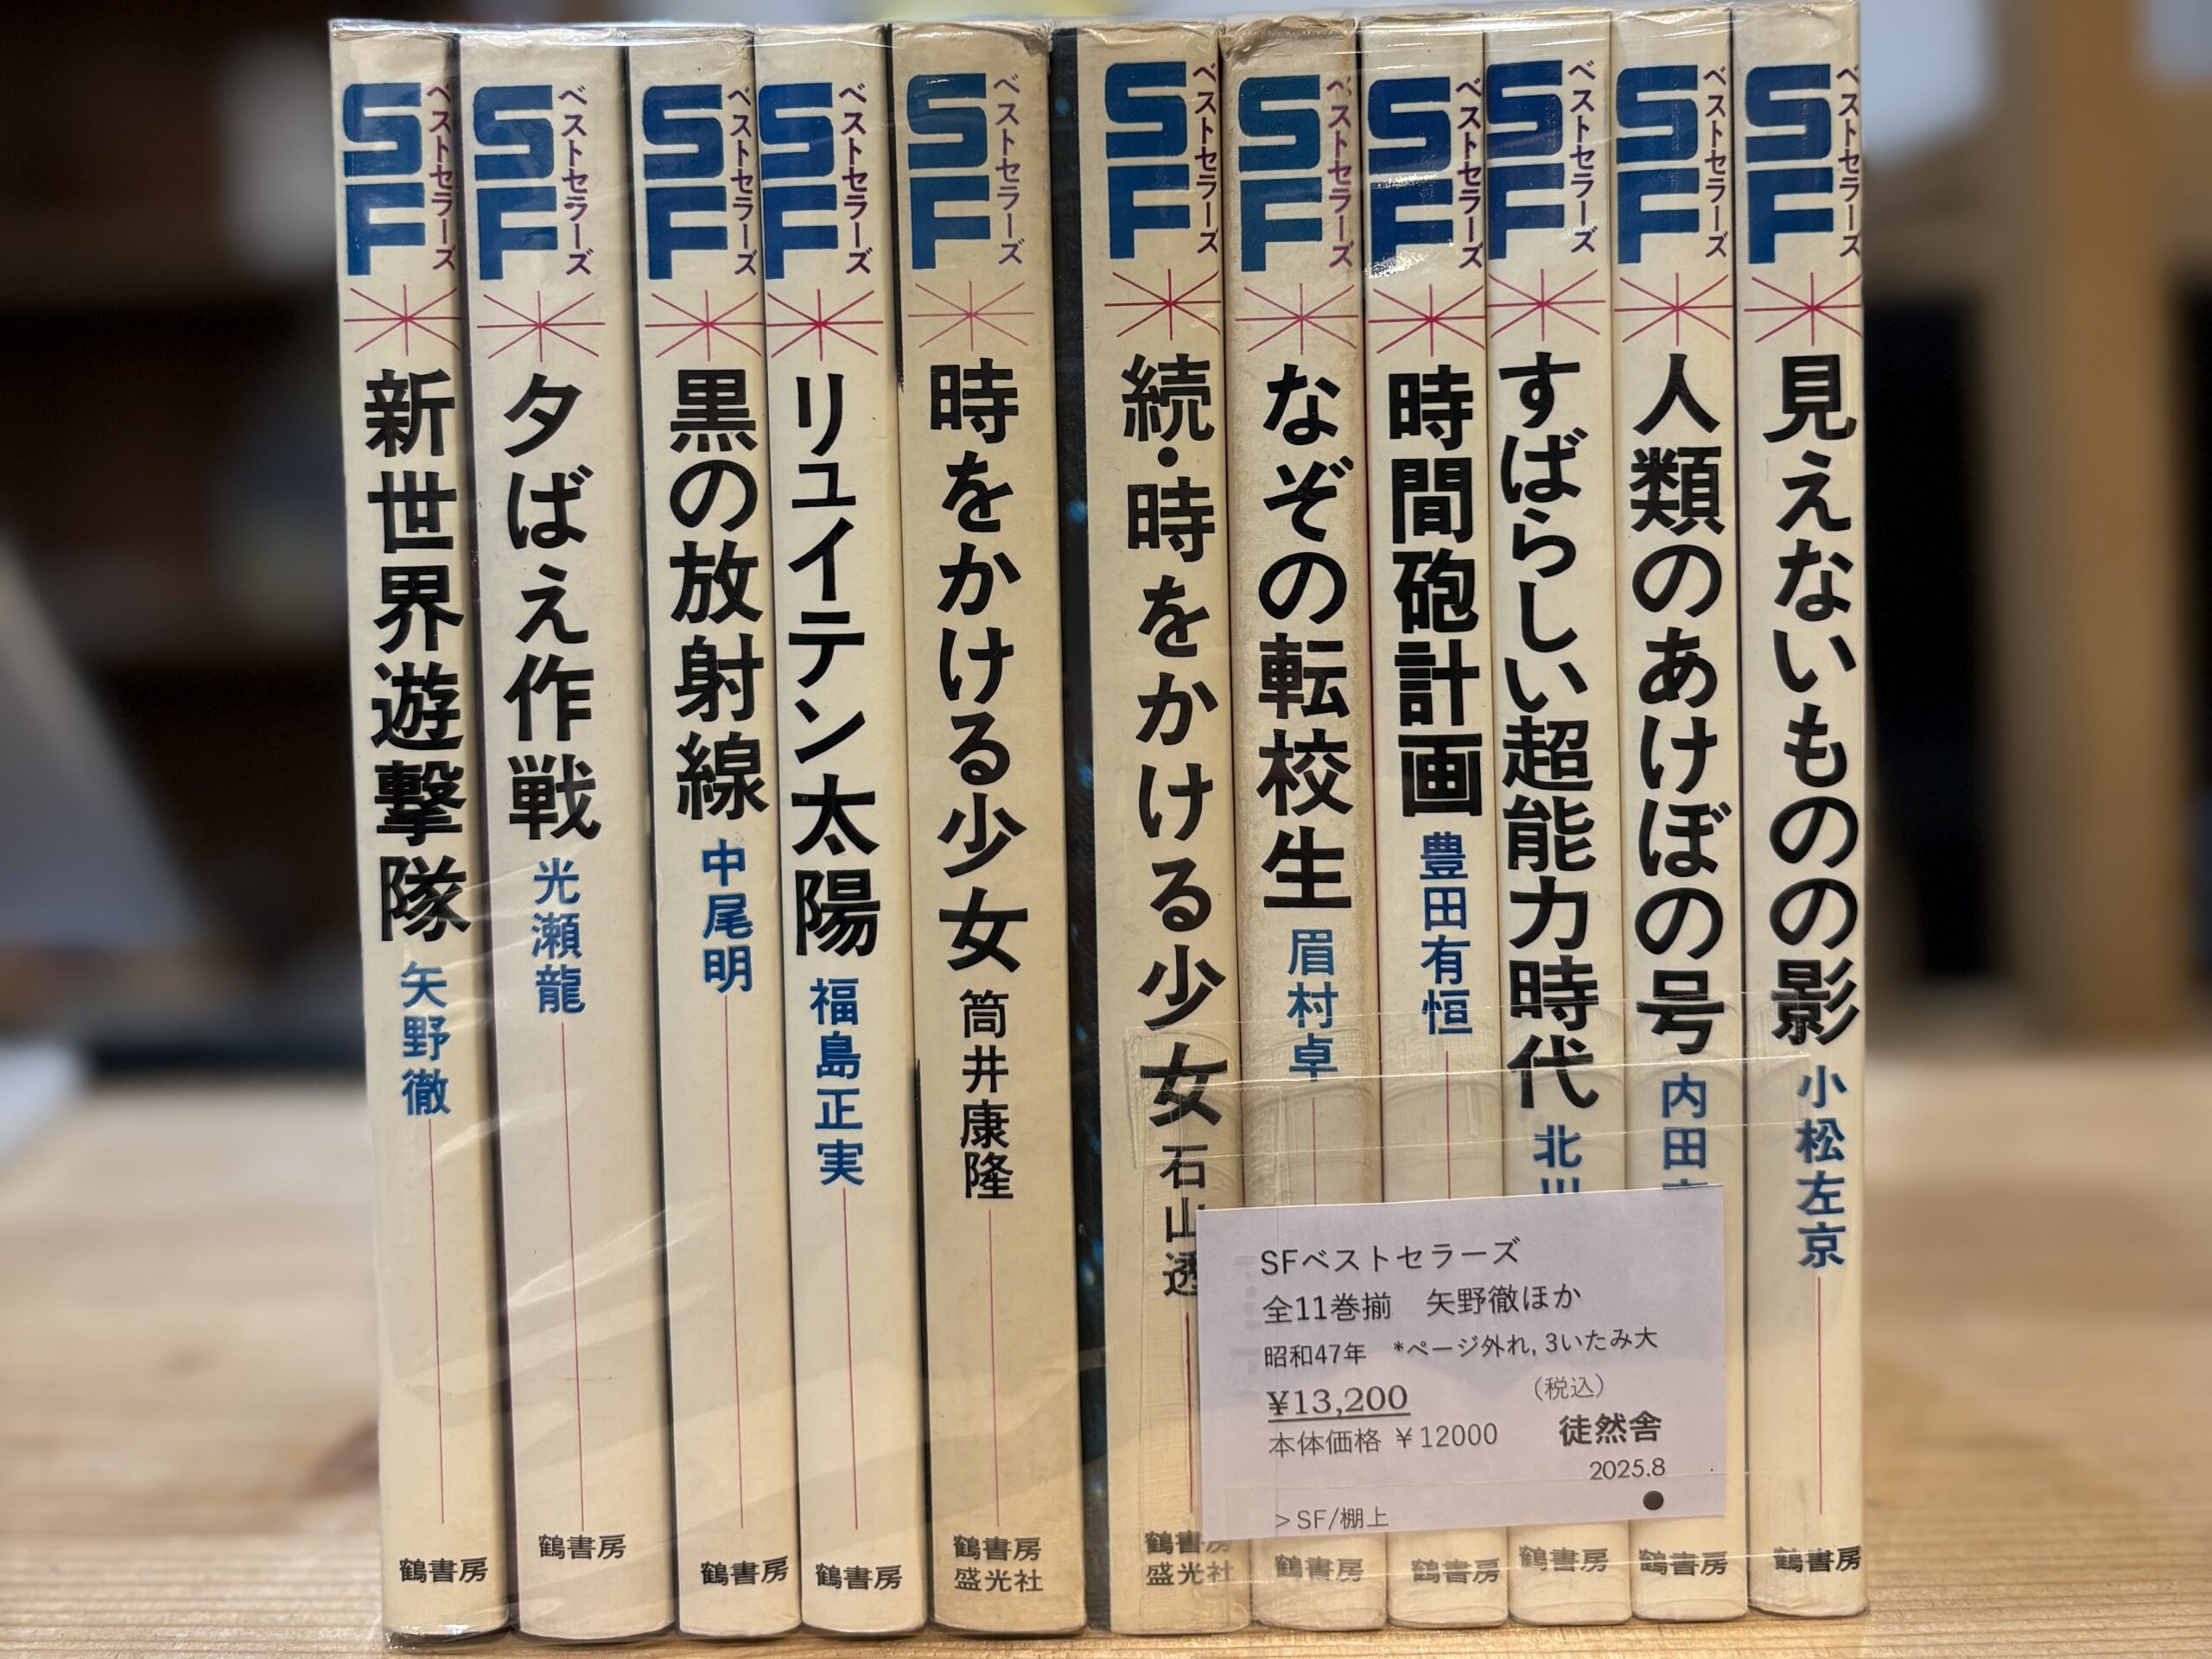 SF ベストセラーズ
新世界遊撃隊 矢野徹
鶴書房
SF ベストセラーズ
夕ばえ作戦 光瀬龍
鶴書房
SF ベストセラーズ
黒の放射線 中尾明
鶴書房
SF ベストセラーズ
リュイテン太陽 福島正実
鶴書房
SF ベストセラーズ
時をかける少女 筒井康隆
鶴書房
盛光社
SF ベストセラーズ
続・時をかける少女 石山透
鶴書房
盛光社
SF ベストセラーズ
なぞの転校生 眉村卓
鶴書房
SF ベストセラーズ
時間砲計画 豊田有恒
鶴書房
SF ベストセラーズ
すばらしい超能力時代 北川
鶴書房
SF ベストセラーズ
人類のあけぼの号 内田
鶴書房
SF ベストセラーズ
見えないものの影 小松左京
鶴書房
SFベストセラーズ
全11巻揃 矢野徹ほか
昭和47年 *ページ外れ, 3いたみ大
¥13,200 (税込)
本体価格 ¥12000 徒然舎
2025.8
>SF/棚上